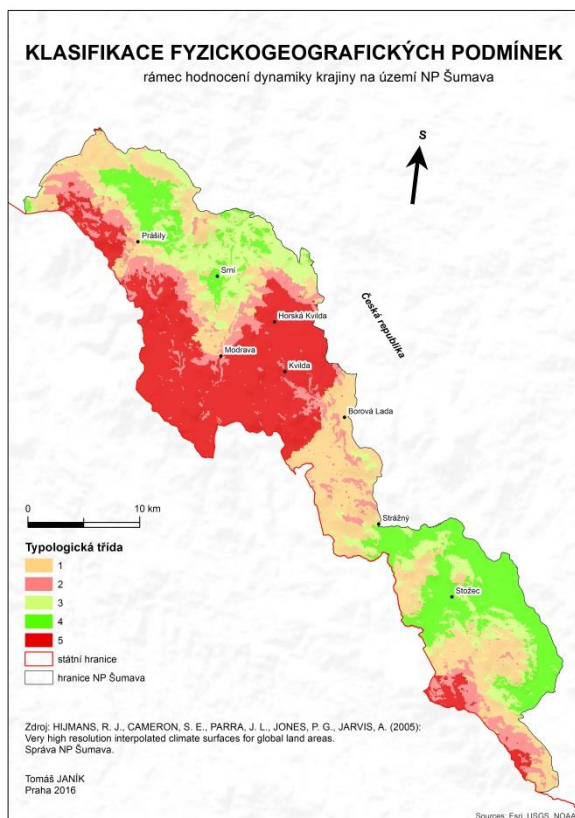 KLASIFIKACE FYZICKOGEOGRAFICKÝCH PODMÍNEK
rámec hodnocení dynamiky krajiny na území NP Šumava
S
Prášily
Srní
Česká republika
Horská Kvilda
Modrava
Kvilda
Borová Lada
0 10 km
Strážný
Typologická třída
1
2
3
4
5
státní hranice
hranice NP Šumava
Stožec
Zdroj: HIJMANS, R. J., CAMERON, S. E., PARRA, J. L., JONES, P. G., JARVIS, A. (2005):
Very high resolution interpolated climate surfaces for global land areas.
Správa NP Šumava.
Tomáš JANÍK
Praha 2016
Sources: Esri, USGS, NOAA